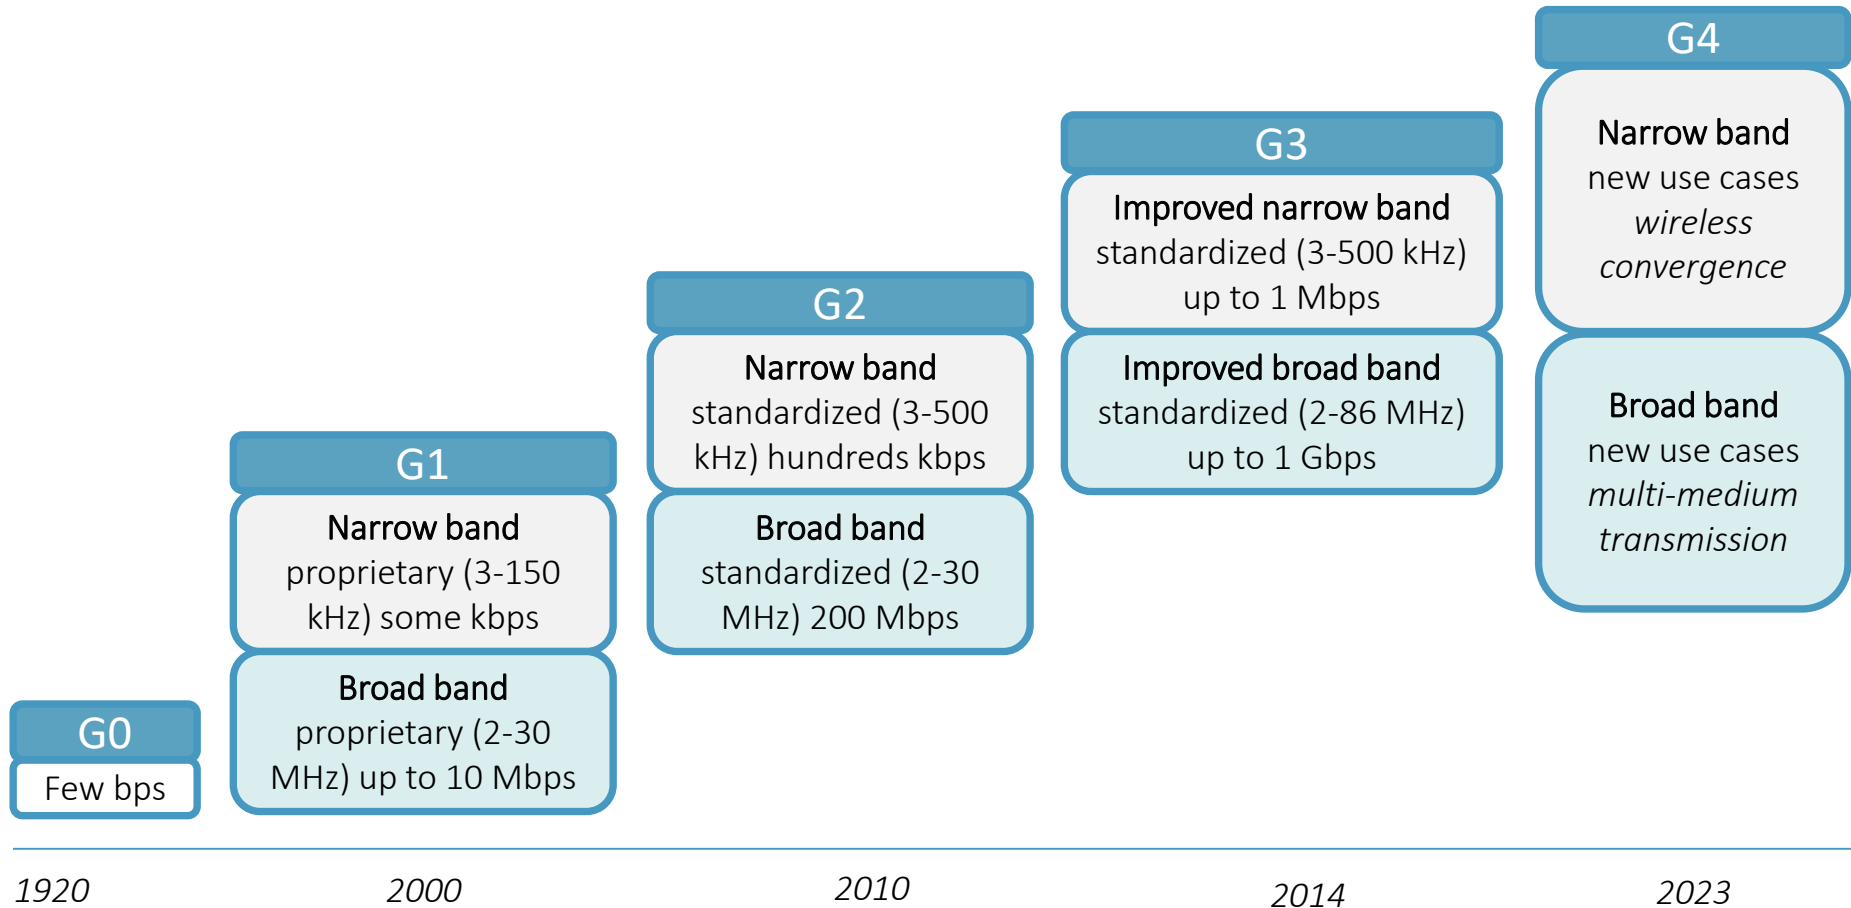 G0
Few bps
G1
Narrow band
proprietary (3-150
kHz) some kbps
Broad band
proprietary (2-30
MHz) up to 10 Mbps
G2
Narrow band
standardized (3-500
kHz) hundreds kbps
Broad band
standardized (2-30
MHz) 200 Mbps
G3
Improved narrow band
standardized (3-500 kHz)
up to 1 Mbps
Improved broad band
standardized (2-86 MHz)
up to 1 Gbps
G4
Narrow band
new use cases
wireless
convergence
Broad band
new use cases
multi-medium
transmission
1920
2000
2010
2014
2023